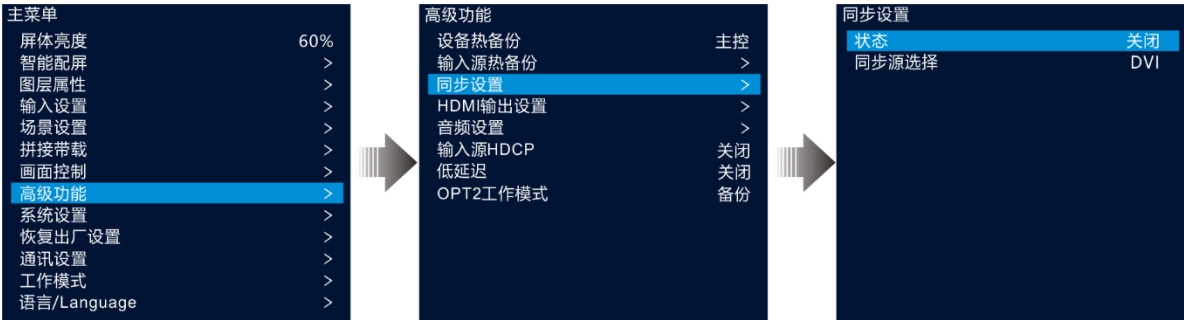 主菜单
屏体亮度 60%
智能配屏 >
图层属性 >
输入设置 >
场景设置 >
拼接带载 >
画面控制 >
高级功能 >
系统设置 >
恢复出厂设置 >
通讯设置 >
工作模式 >
语言/Language >
高级功能
设备热备份 主控
输入源热备份 >
同步设置 >
HDMI输出设置 >
音频设置 >
输入源HDCP 关闭
低延迟 关闭
OPT2工作模式 备份
同步设置
状态 关闭
同步源选择 DVI